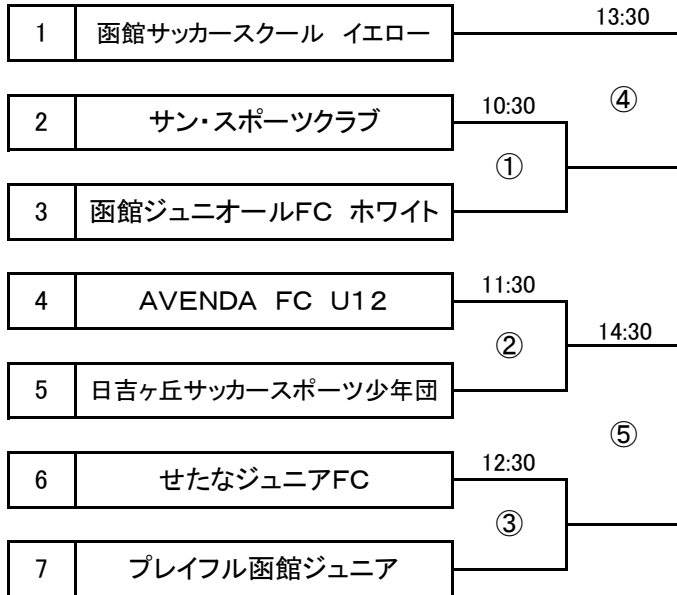 13:30
1 函館サッカースクール イエロー
④
10:30
2 サン・スポーツクラブ
①
3 函館ジュニオールFC ホワイト
11:30
4 AVENDA FC U12
②
14:30
5 日吉ヶ丘サッカースポーツ少年団
⑤
12:30
6 せたなジュニアFC
③
7 プレイフル函館ジュニア